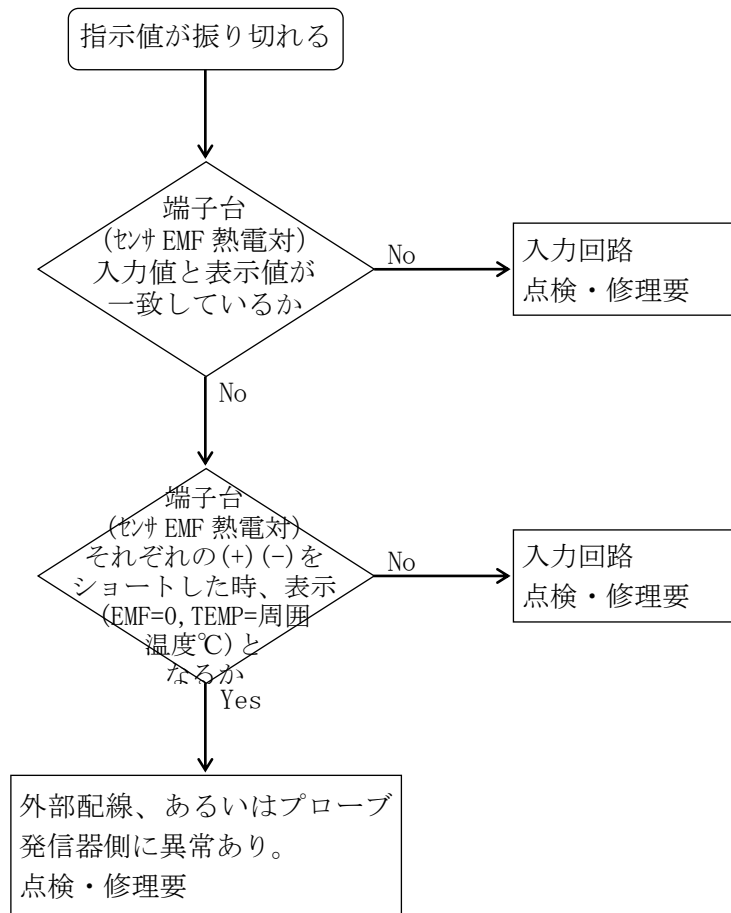 指示値が振り切れる
端子台
(ｾﾝｻ EMF 熱電対)
入力値と表示値が
一致しているか
No
入力回路
点検・修理要
No
端子台
(ｾﾝｻ EMF 熱電対)
それぞれの(+)(-)を
ショートした時、表示
(EMF=0,TEMP=周囲
温度℃)と
なるか
No
入力回路
点検・修理要
Yes
外部配線、あるいはプローブ
発信器側に異常あり。
点検・修理要